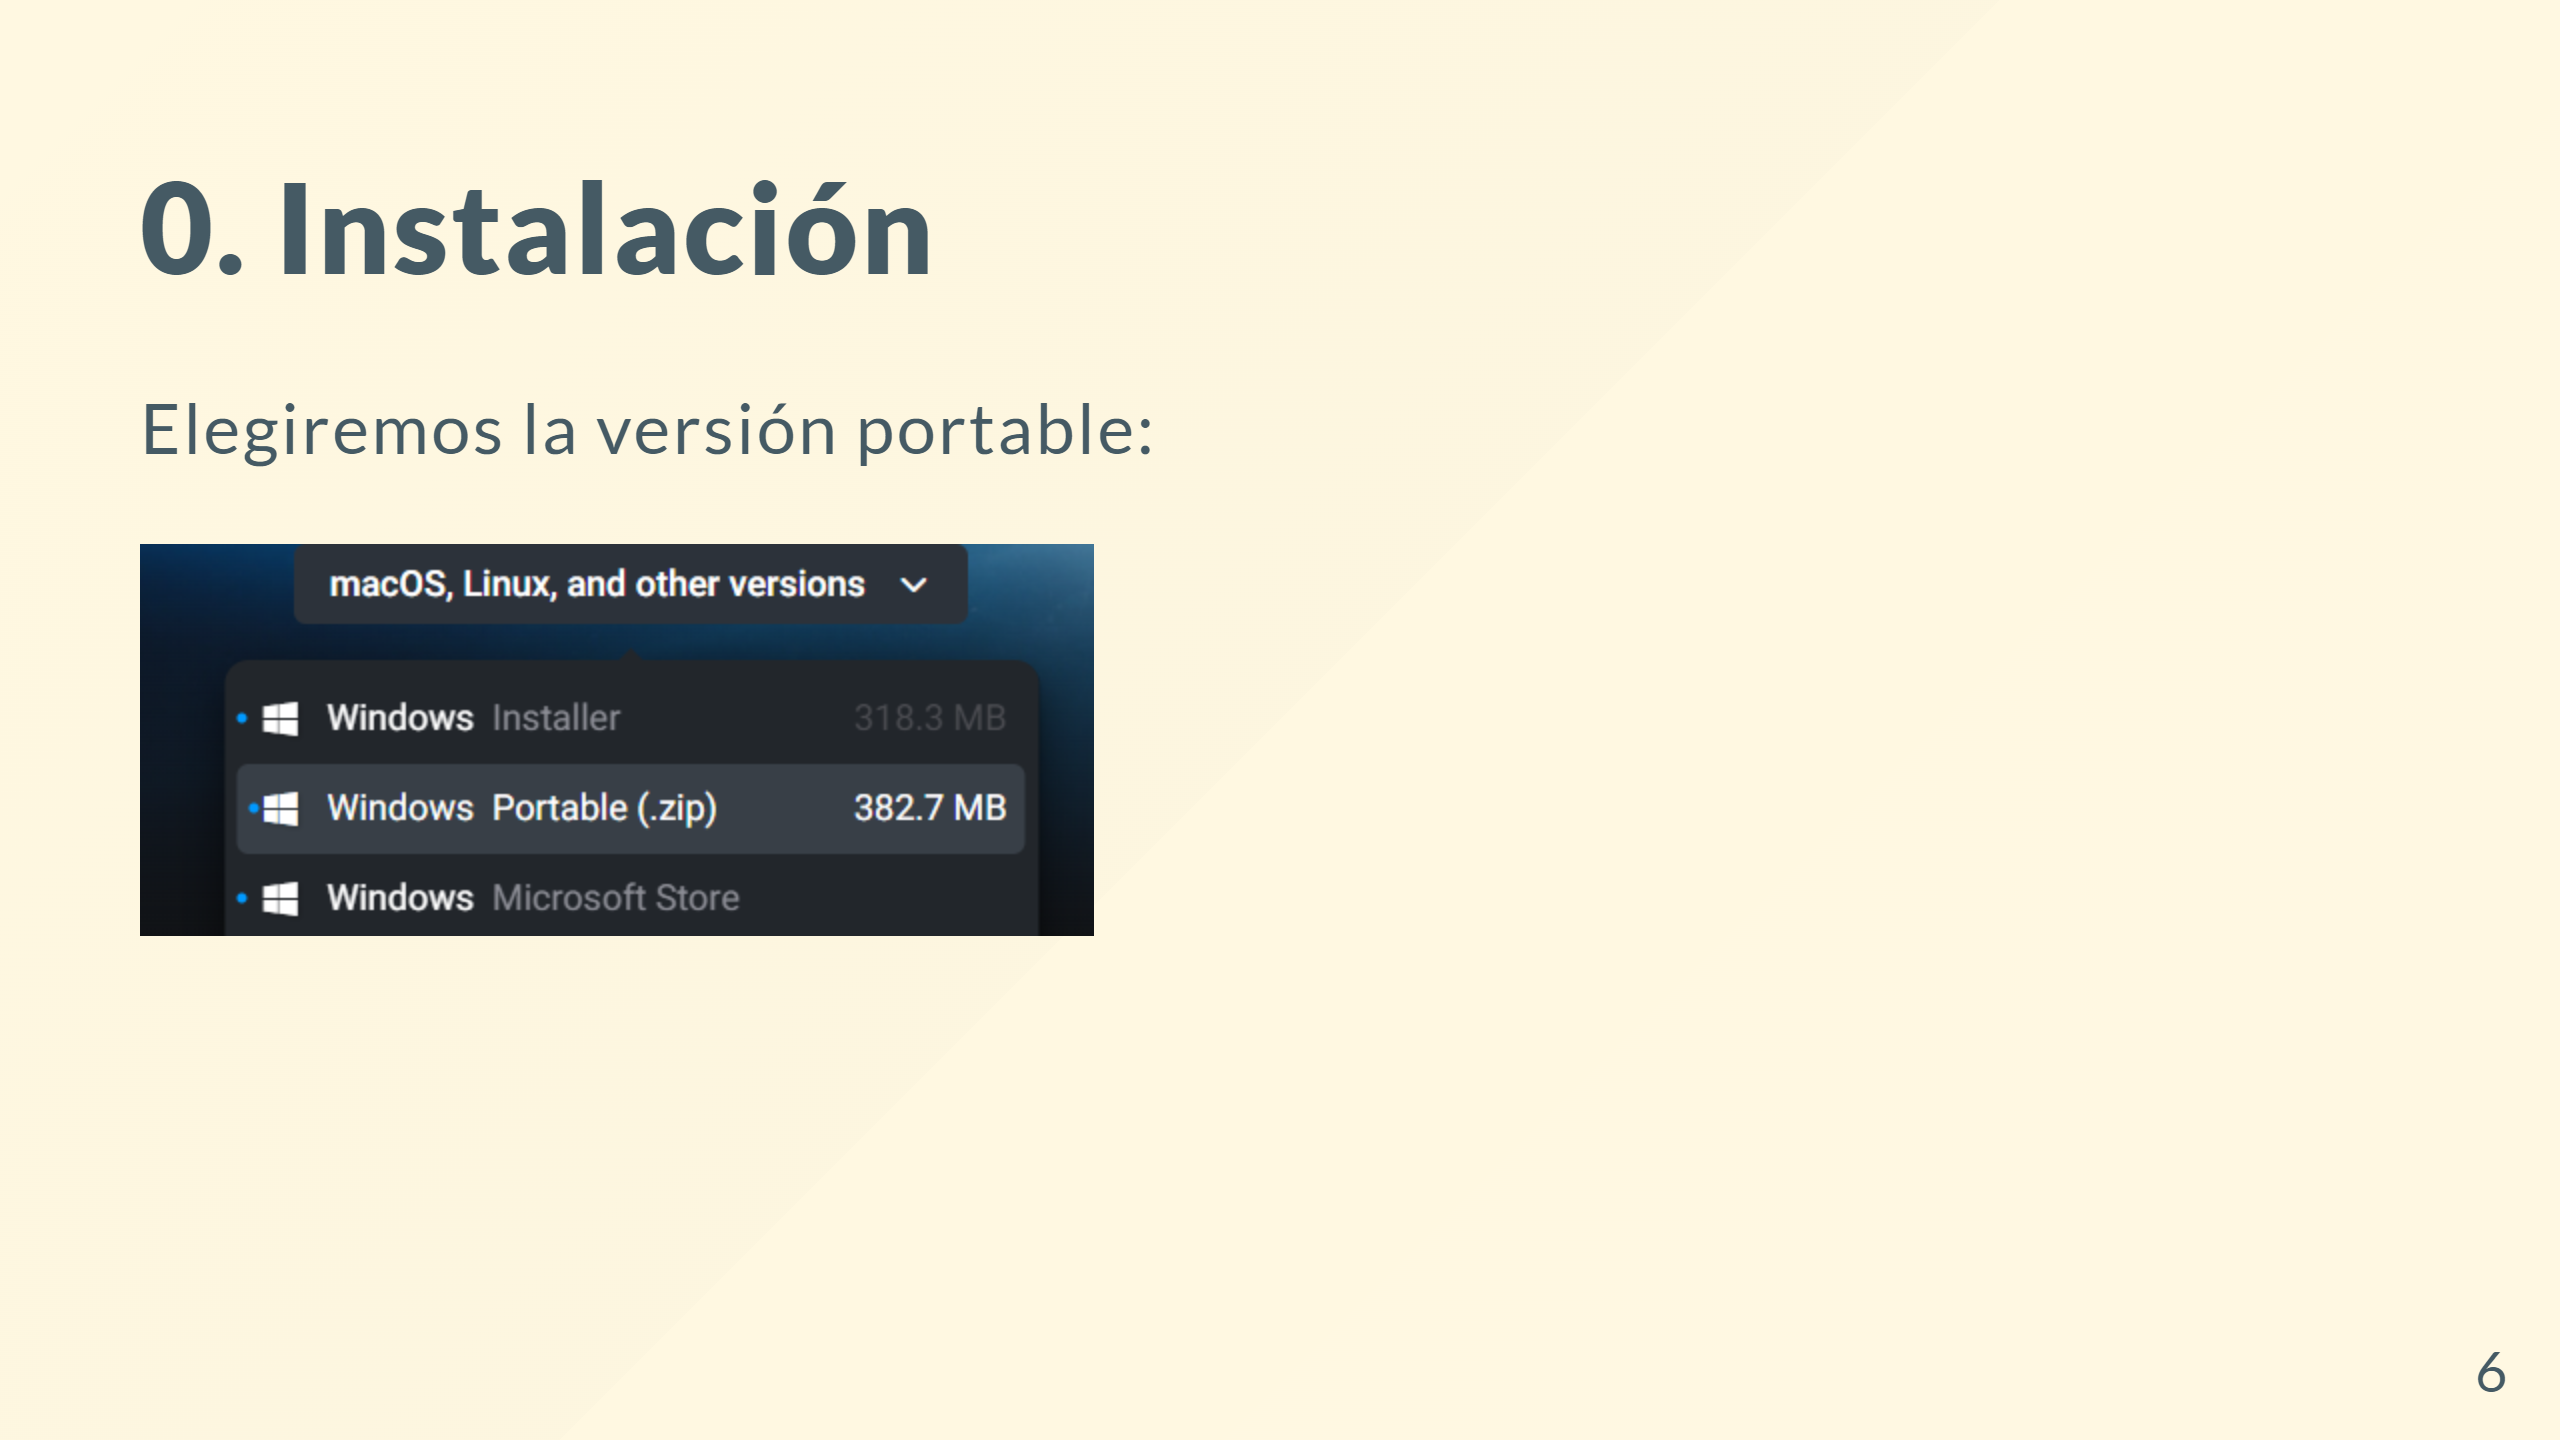 0. Instalación
Elegiremos la versión portable:
macOS, Linux, and other versions
Windows Installer 318.3 MB
Windows Portable (.zip) 382.7 MB
Windows Microsoft Store
6